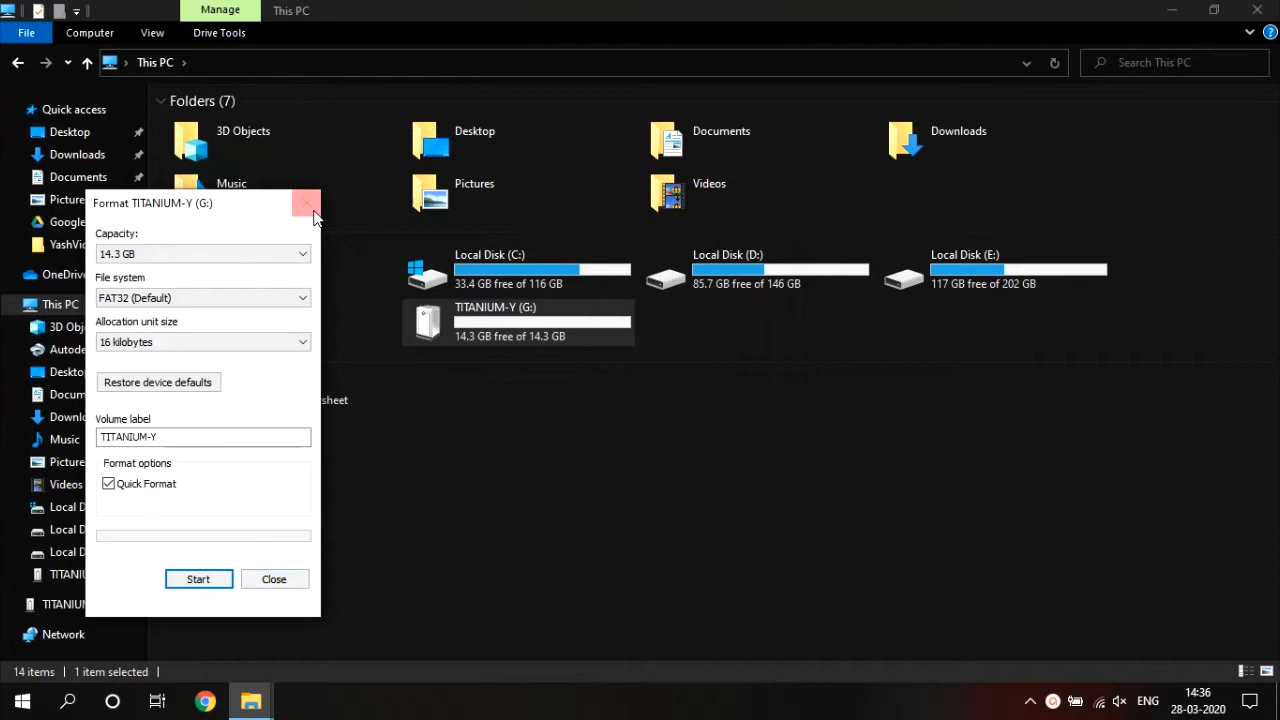 Manage
This PC
File
Computer
View
Drive Tools
This PC
Search This PC
Quick access
Desktop
Downloads
Documents
Picture
Google
YashVi
OneDriv
This PC
3D Obj
Autode
Deskto
Docum
Downlo
Music
Picture
Videos
Local D
Local D
Local D
TITANIU
TITANIUM
Network
Folders (7)
3D Objects
Desktop
Documents
Downloads
Music
Pictures
Videos
Local Disk (C:)
33.4 GB free of 116 GB
Local Disk (D:)
85.7 GB free of 146 GB
Local Disk (E:)
117 GB free of 202 GB
TITANIUM-Y (G:)
14.3 GB free of 14.3 GB
sheet
Format TITANIUM-Y (G:)
Capacity:
14.3 GB
File system
FAT32 (Default)
Allocation unit size
16 kilobytes
Restore device defaults
Volume label
TITANIUM-Y
Format options
Quick Format
Start
Close
14 items
1 item selected
ENG
14:36
28-03-2020